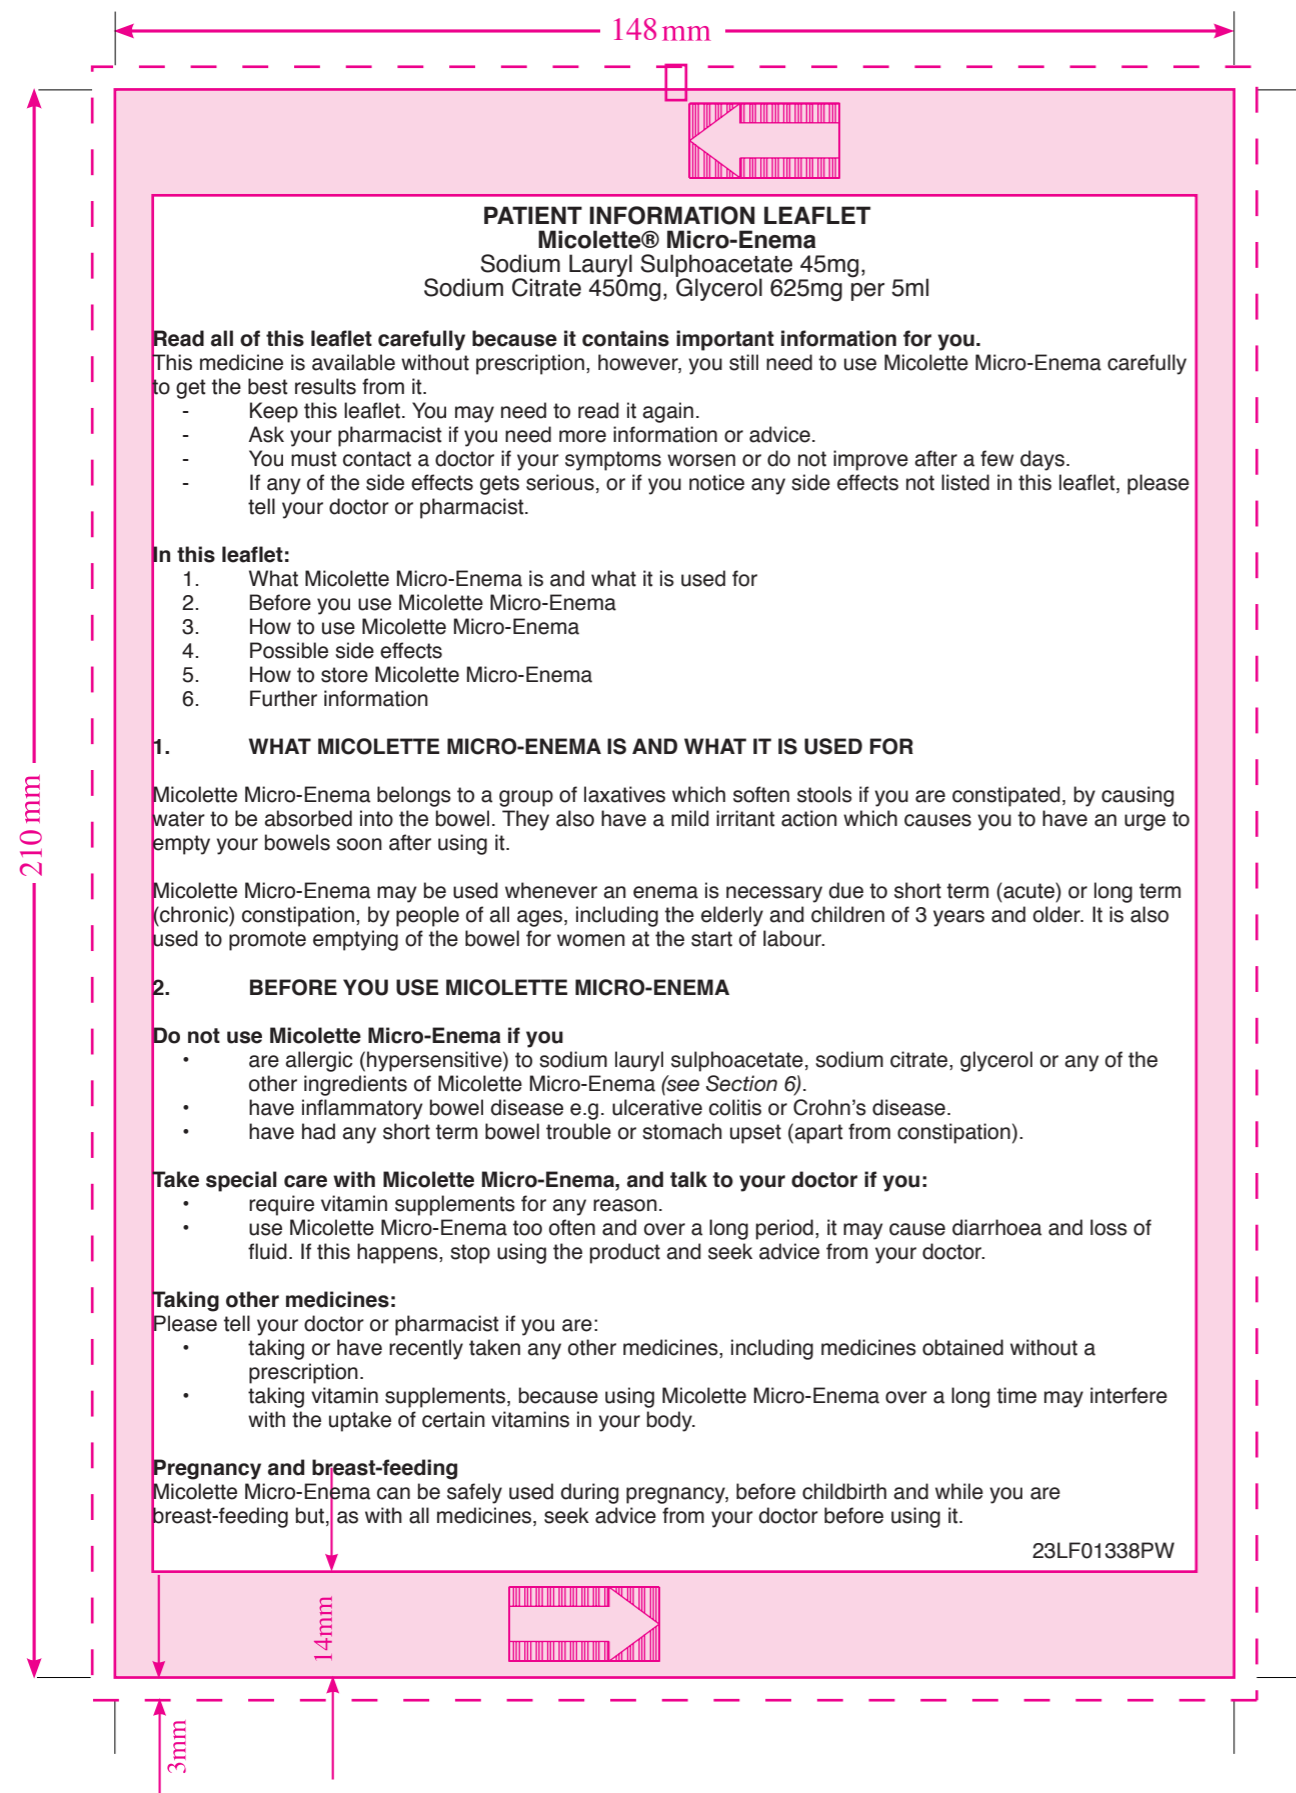 148 mm
PATIENT INFORMATION LEAFLET
Micolette® Micro-Enema
Sodium Lauryl Sulphoacetate 45mg,
Sodium Citrate 450mg, Glycerol 625mg per 5ml
Read all of this leaflet carefully because it contains important information for you.
This medicine is available without prescription, however, you still need to use Micolette Micro-Enema carefully
to get the best results from it.
- Keep this leaflet. You may need to read it again.
- Ask your pharmacist if you need more information or advice.
- You must contact a doctor if your symptoms worsen or do not improve after a few days.
- If any of the side effects gets serious, or if you notice any side effects not listed in this leaflet, please
tell your doctor or pharmacist.
In this leaflet:
1. What Micolette Micro-Enema is and what it is used for
2. Before you use Micolette Micro-Enema
3. How to use Micolette Micro-Enema
4. Possible side effects
5. How to store Micolette Micro-Enema
6. Further information
1. WHAT MICOLETTE MICRO-ENEMA IS AND WHAT IT IS USED FOR
Micolette Micro-Enema belongs to a group of laxatives which soften stools if you are constipated, by causing
water to be absorbed into the bowel. They also have a mild irritant action which causes you to have an urge to
empty your bowels soon after using it.
210 mm
Micolette Micro-Enema may be used whenever an enema is necessary due to short term (acute) or long term
(chronic) constipation, by people of all ages, including the elderly and children of 3 years and older. It is also
used to promote emptying of the bowel for women at the start of labour.
2. BEFORE YOU USE MICOLETTE MICRO-ENEMA
Do not use Micolette Micro-Enema if you
• are allergic (hypersensitive) to sodium lauryl sulphoacetate, sodium citrate, glycerol or any of the
other ingredients of Micolette Micro-Enema (see Section 6).
• have inflammatory bowel disease e.g. ulcerative colitis or Crohn’s disease.
• have had any short term bowel trouble or stomach upset (apart from constipation).
Take special care with Micolette Micro-Enema, and talk to your doctor if you:
• require vitamin supplements for any reason.
• use Micolette Micro-Enema too often and over a long period, it may cause diarrhoea and loss of
fluid. If this happens, stop using the product and seek advice from your doctor.
Taking other medicines:
Please tell your doctor or pharmacist if you are:
• taking or have recently taken any other medicines, including medicines obtained without a
prescription.
• taking vitamin supplements, because using Micolette Micro-Enema over a long time may interfere
with the uptake of certain vitamins in your body.
Pregnancy and breast-feeding
Micolette Micro-Enema can be safely used during pregnancy, before childbirth and while you are
breast-feeding but, as with all medicines, seek advice from your doctor before using it.
23LF01338PW
14mm
3mm